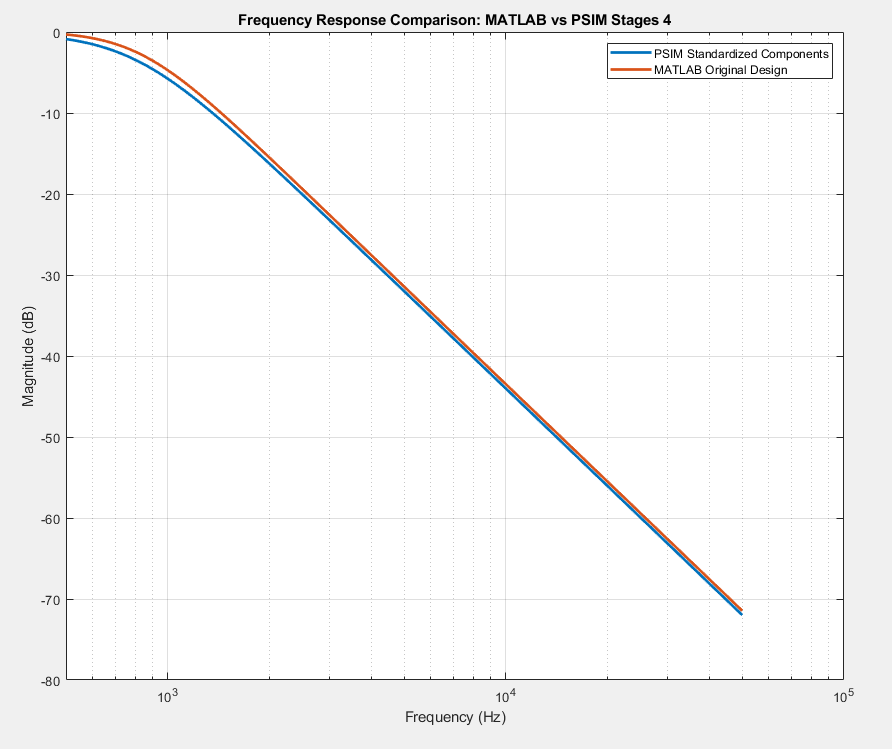 Frequency Response Comparison: MATLAB vs PSIM Stages 4
PSIM Standardized Components
MATLAB Original Design
0
-10
-20
-30
-40
-50
-60
-70
-80
Magnitude (dB)
10^3
10^4
10^5
Frequency (Hz)